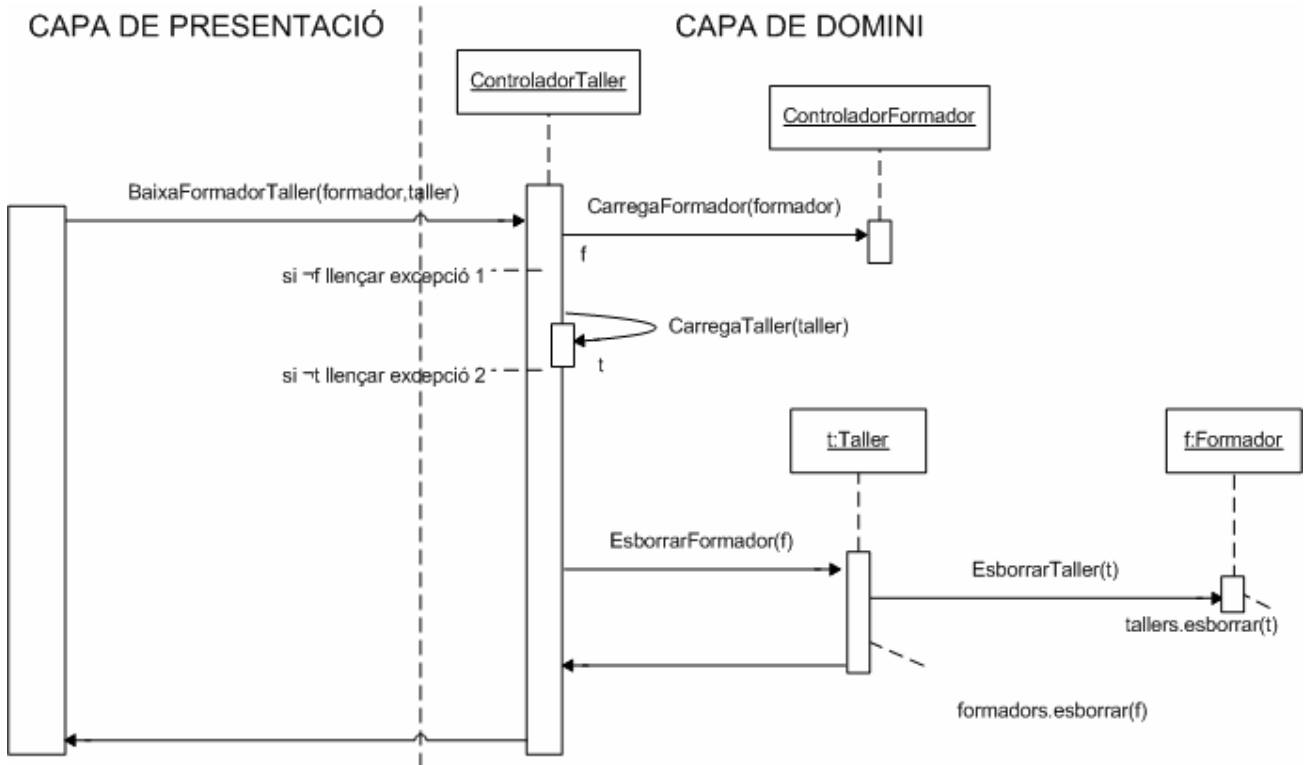 CAPA DE PRESENTACIÓ
CAPA DE DOMINI
ControladorTaller
ControladorFormador
BaixaFormadorTaller(formador,taller)
CarregaFormador(formador)
f
si ¬f llençar excepció 1
CarregaTaller(taller)
t
si ¬t llençar excepció 2
t:Taller
f:Formador
EsborrarFormador(f)
EsborrarTaller(t)
tallers.esborrar(t)
formadors.esborrar(f)